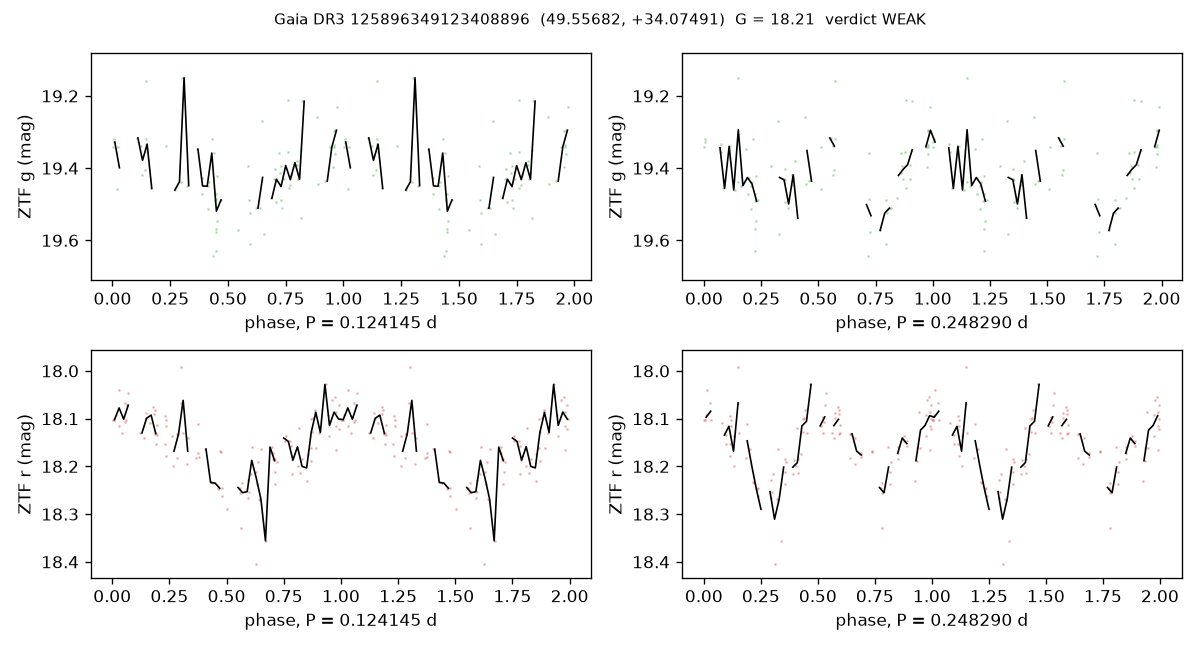 Gaia DR3 125896349123408896  (49.55682, +34.07491)  G = 18.21  verdict WEAK
ZTF g (mag)
19.2
19.4
19.6
0.00 0.25 0.50 0.75 1.00 1.25 1.50 1.75 2.00
phase, P = 0.124145 d
ZTF g (mag)
19.2
19.4
19.6
0.00 0.25 0.50 0.75 1.00 1.25 1.50 1.75 2.00
phase, P = 0.248290 d
ZTF r (mag)
18.0
18.1
18.2
18.3
18.4
0.00 0.25 0.50 0.75 1.00 1.25 1.50 1.75 2.00
phase, P = 0.124145 d
ZTF r (mag)
18.0
18.1
18.2
18.3
18.4
0.00 0.25 0.50 0.75 1.00 1.25 1.50 1.75 2.00
phase, P = 0.248290 d